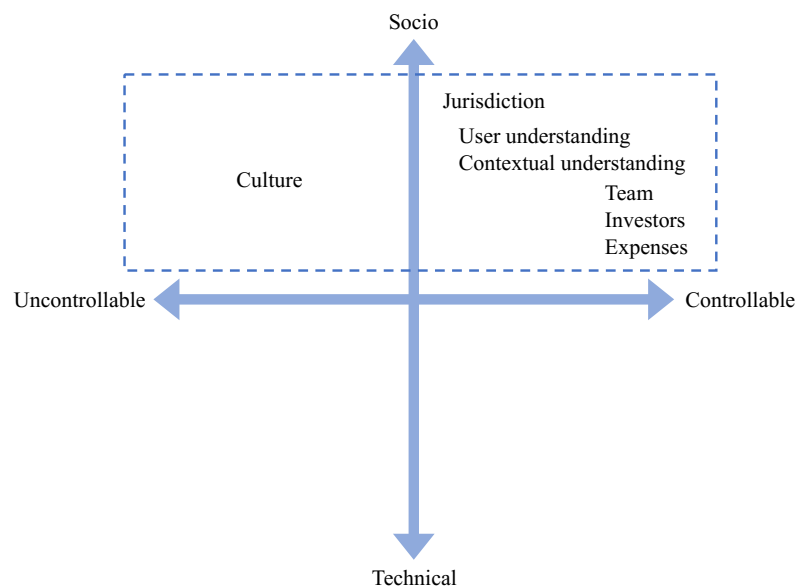 Socio
Jurisdiction
User understanding
Contextual understanding
Culture
Team
Investors
Expenses
Uncontrollable
Controllable
Technical